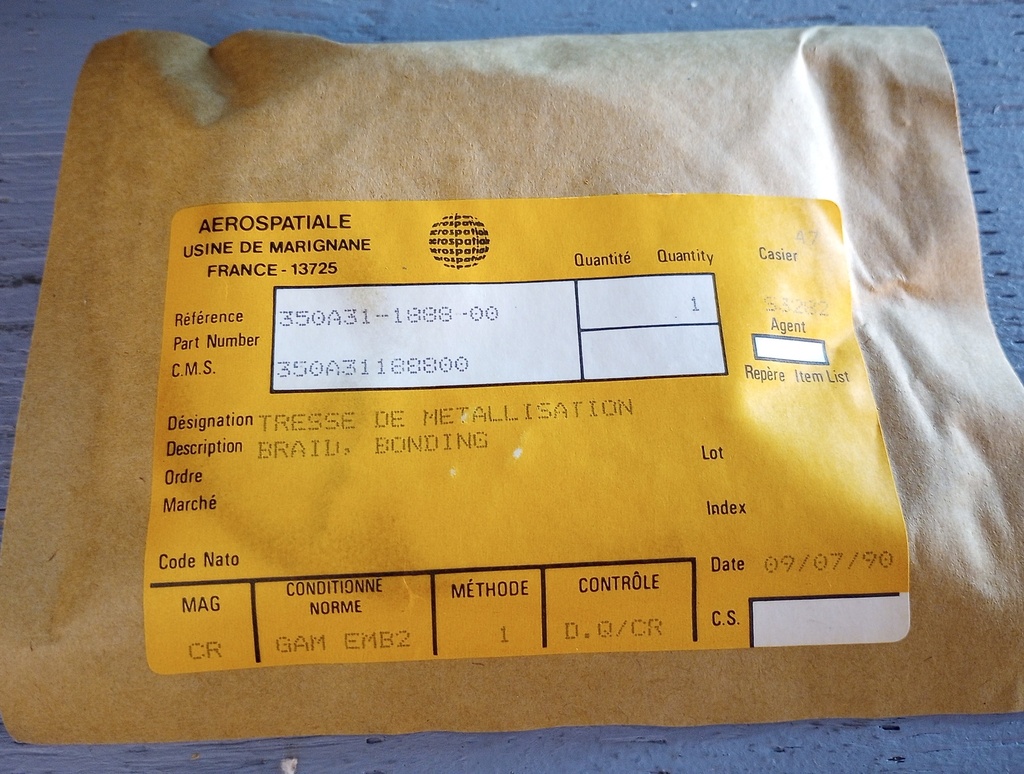 AEROSPATIALE
USINE DE MARIGNANE
FRANCE - 13725
aerospatiale
aerospatiale
aerospatiale
aerospatiale
Quantité Quantity
Casier A7
Référence 350A31-1888-00 1
Part Number
C.M.S. 350A31188800
Agent
Repère Item List
Désignation TRESSE DE METALLISATION
Description BRAID, BONDING
Ordre
Marché
Lot
Index
Code Nato
Date 09/07/90
MAG CONDITIONNE NORME MÉTHODE CONTRÔLE
CR GAM EMB2 1 D.Q/CR
C.S.